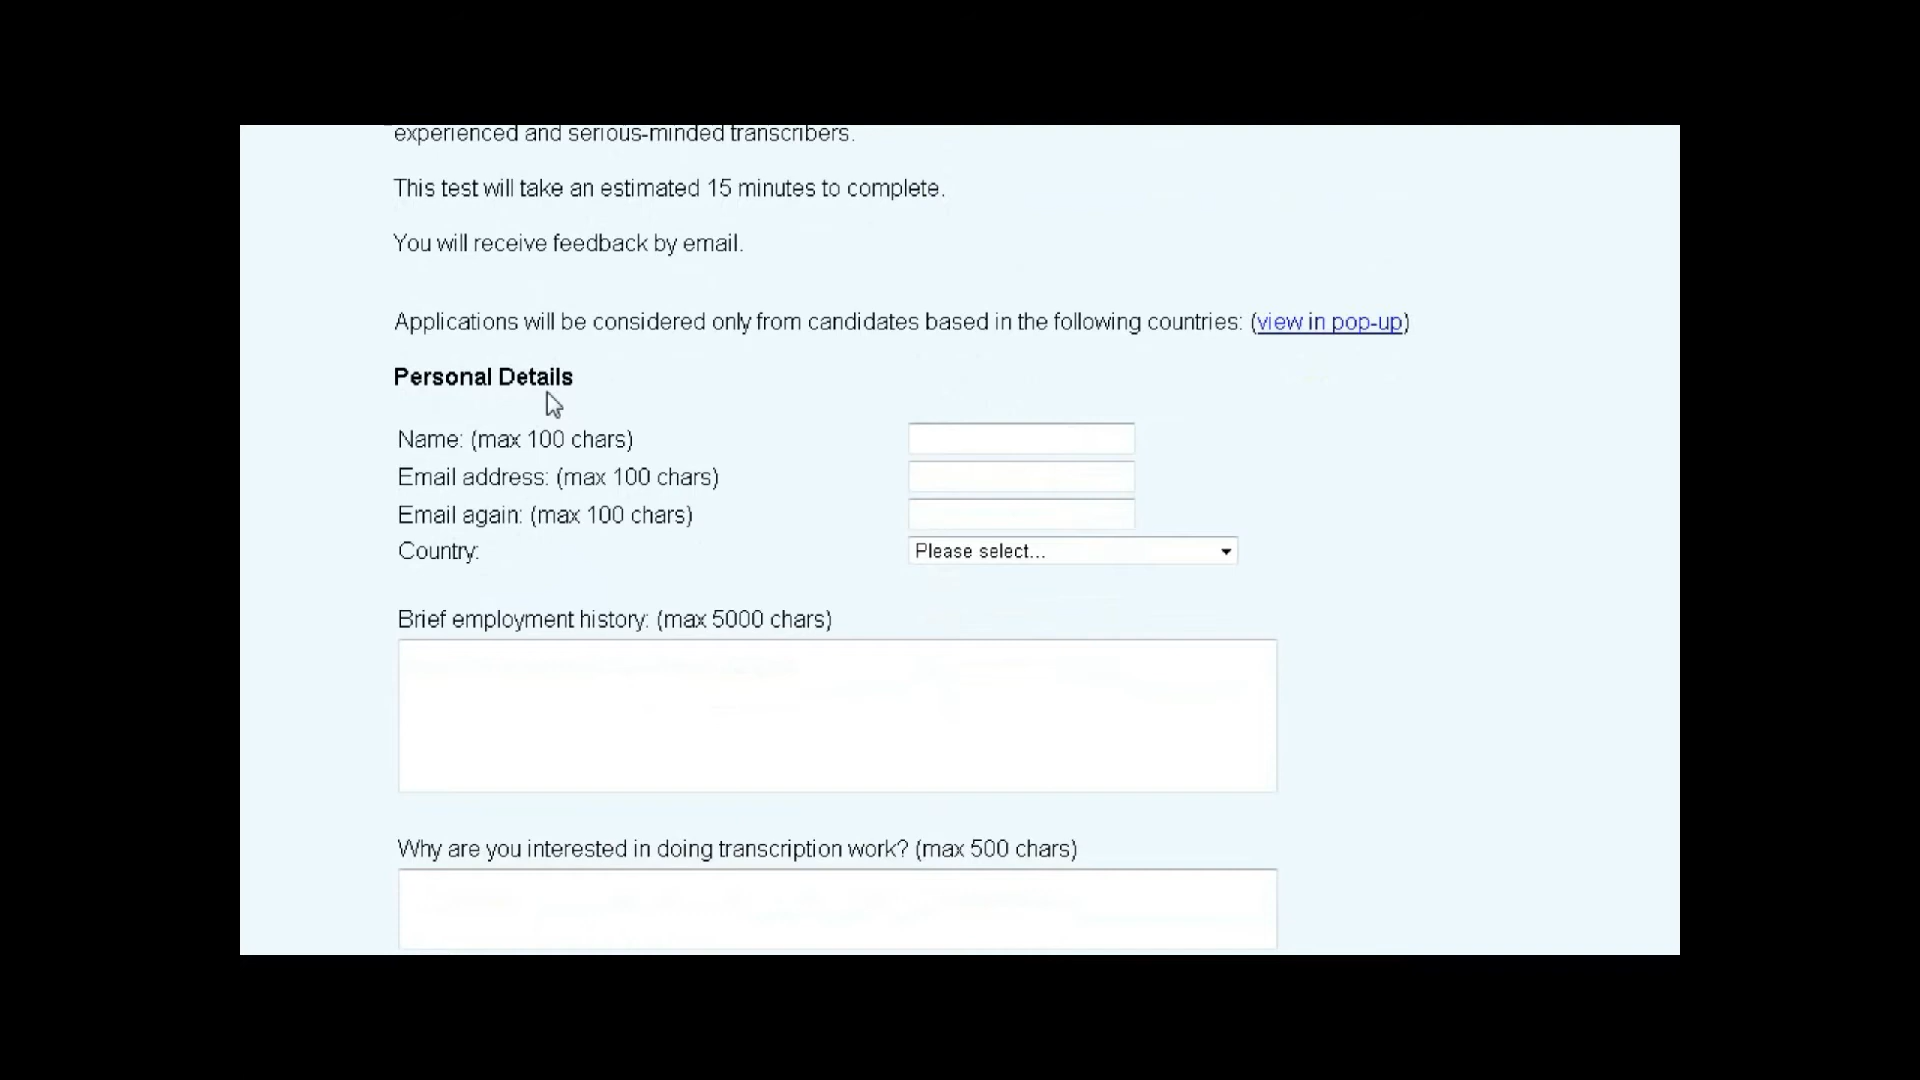 experienced and serious-minded transcribers.
This test will take an estimated 15 minutes to complete.
You will receive feedback by email.
Applications will be considered only from candidates based in the following countries: (view in pop-up)
Personal Details
Name: (max 100 chars)
Email address: (max 100 chars)
Email again: (max 100 chars)
Country: Please select...
Brief employment history: (max 5000 chars)
Why are you interested in doing transcription work? (max 500 chars)